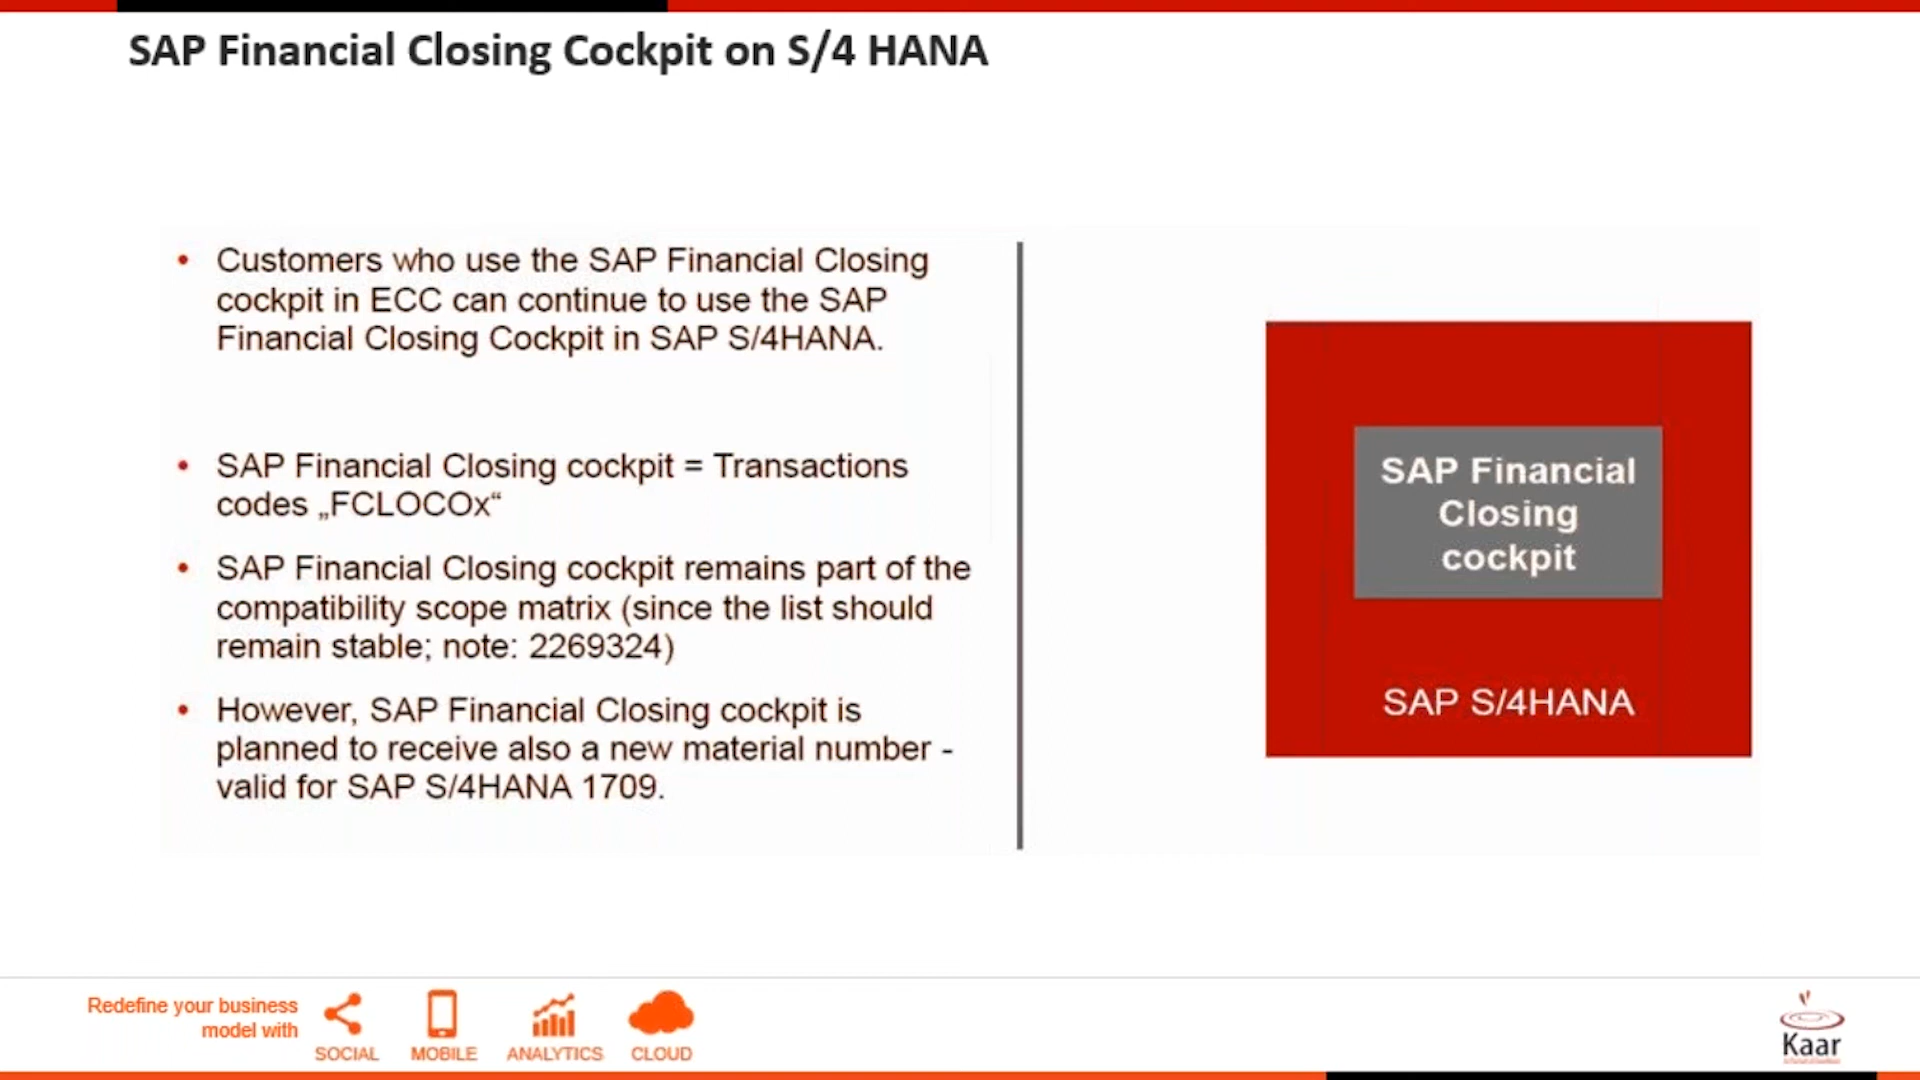 SAP Financial Closing Cockpit on S/4 HANA
• Customers who use the SAP Financial Closing
cockpit in ECC can continue to use the SAP
Financial Closing Cockpit in SAP S/4HANA.
• SAP Financial Closing cockpit = Transactions
codes „FCLOCOx“
• SAP Financial Closing cockpit remains part of the
compatibility scope matrix (since the list should
remain stable; note: 2269324)
• However, SAP Financial Closing cockpit is
planned to receive also a new material number -
valid for SAP S/4HANA 1709.
SAP Financial
Closing
cockpit
SAP S/4HANA
Redefine your business
model with
SOCIAL
MOBILE
ANALYTICS
CLOUD
Kaar